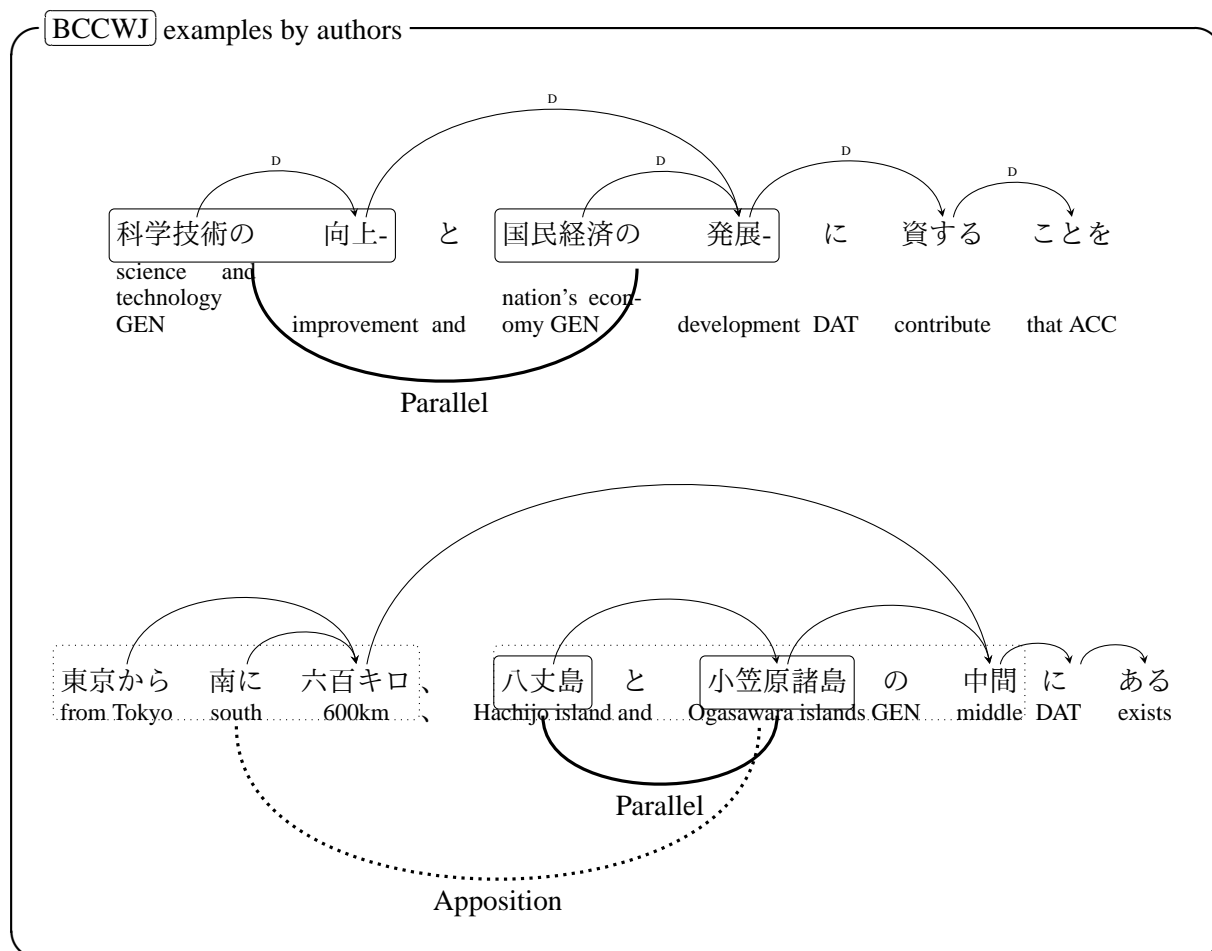 BCCWJ examples by authors
D
D D D D
科学技術の 向上- と 国民経済の 発展- に 資する ことを
science and
technology nation's econ-
GEN improvement and omy GEN development DAT contribute that ACC
Parallel
東京から 南に 六百キロ、 八丈島 と 小笠原諸島 の 中間 に ある
from Tokyo south 600km 、 Hachijo island and Ogasawara islands GEN middle DAT exists
Parallel
Apposition